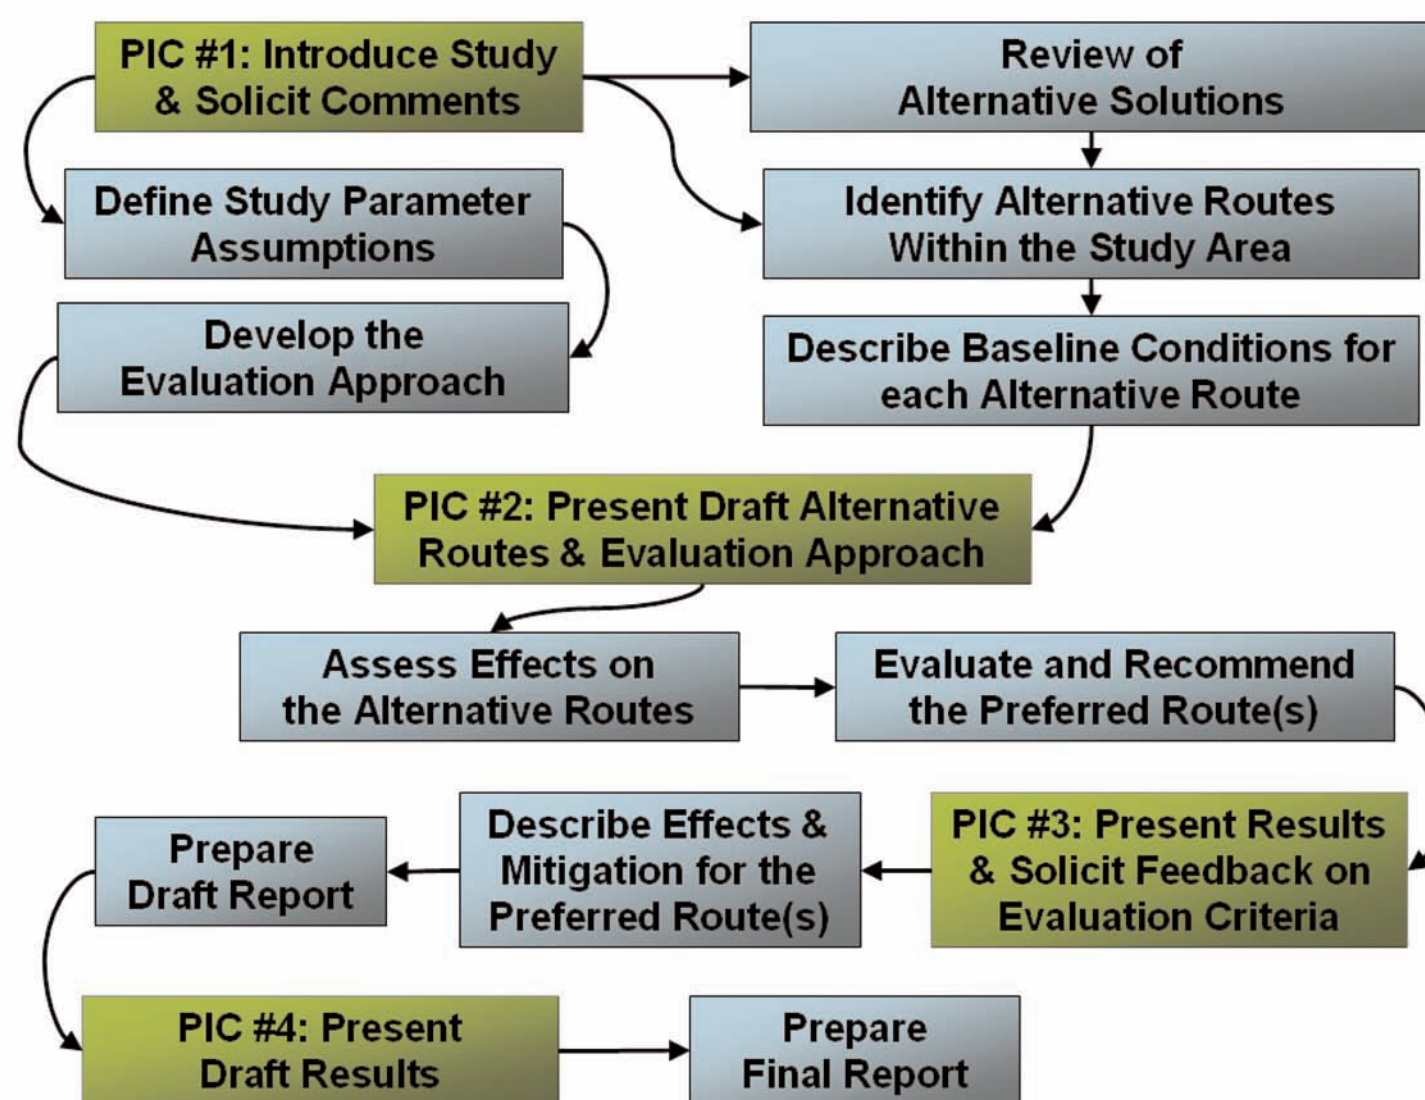 PIC #1: Introduce Study
& Solicit Comments
Review of
Alternative Solutions
Define Study Parameter
Assumptions
Identify Alternative Routes
Within the Study Area
Develop the
Evaluation Approach
Describe Baseline Conditions for
each Alternative Route
PIC #2: Present Draft Alternative
Routes & Evaluation Approach
Assess Effects on
the Alternative Routes
Evaluate and Recommend
the Preferred Route(s)
PIC #3: Present Results
& Solicit Feedback on
Evaluation Criteria
Describe Effects &
Mitigation for the
Preferred Route(s)
Prepare
Draft Report
PIC #4: Present
Draft Results
Prepare
Final Report